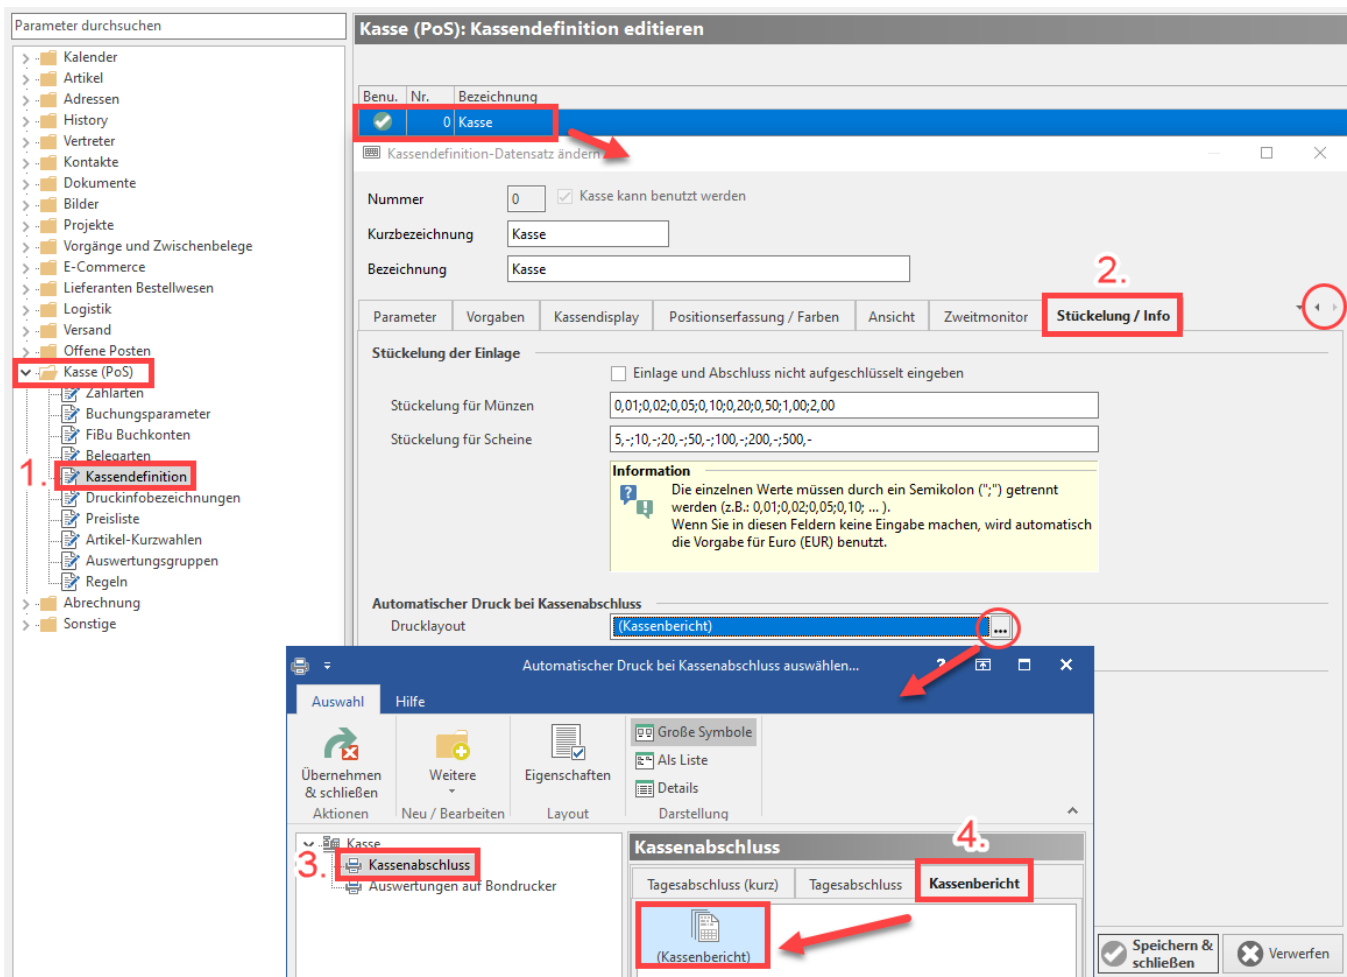 Parameter durchsuchen
Kalender
Artikel
Adressen
History
Vertreter
Kontakte
Dokumente
Bilder
Projekte
Vorgänge und Zwischenbelege
E-Commerce
Lieferanten Bestellwesen
Logistik
Versand
Offene Posten
Kasse (PoS)
Zahlarten
Buchungsparameter
FiBu Buchkonten
Belegarten
1.
Kassendefinition
Druckinfobezeichnungen
Preisliste
Artikel-Kurzwahlen
Auswertungsgruppen
Regeln
Abrechnung
Sonstige
Kasse (PoS): Kassendefinition editieren
Benu. Nr. Bezeichnung
0 Kasse
Kassendefinition-Datensatz ändern
Nummer 0 Kasse kann benutzt werden
Kurzbezeichnung Kasse
Bezeichnung Kasse
2.
Parameter Vorgaben Kassendisplay Positionserfassung / Farben Ansicht Zweitmonitor Stückelung / Info
Stückelung der Einlage
Einlage und Abschluss nicht aufgeschlüsselt eingeben
Stückelung für Münzen 0,01;0,02;0,05;0,10;0,20;0,50;1,00;2,00
Stückelung für Scheine 5,-;10,-;20,-;50,-;100,-;200,-;500,-
Information
Die einzelnen Werte müssen durch ein Semikolon (";") getrennt
werden (z.B.: 0,01;0,02;0,05;0,10; ... ).
Wenn Sie in diesen Feldern keine Eingabe machen, wird automatisch
die Vorgabe für Euro (EUR) benutzt.
Automatischer Druck bei Kassenabschluss
Drucklayout (Kassenbericht) ...
Automatischer Druck bei Kassenabschluss auswählen... ?
Auswahl Hilfe
Übernehmen
& schließen
Aktionen
Weitere
Neu / Bearbeiten
Eigenschaften
Layout
Große Symbole
Als Liste
Details
Darstellung
Kasse
3.
Kassenabschluss
Auswertungen auf Bondrucker
Kassenabschluss
4.
Tagesabschluss (kurz) Tagesabschluss Kassenbericht
(Kassenbericht)
Speichern &
schließen
Verwerfen